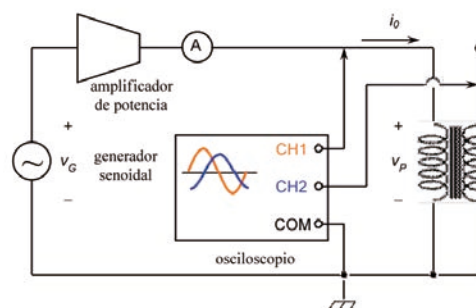 A
i0
amplificador
de potencia
+
vG
−
generador
senoidal
CH1
CH2
COM
+
vP
−
osciloscopio